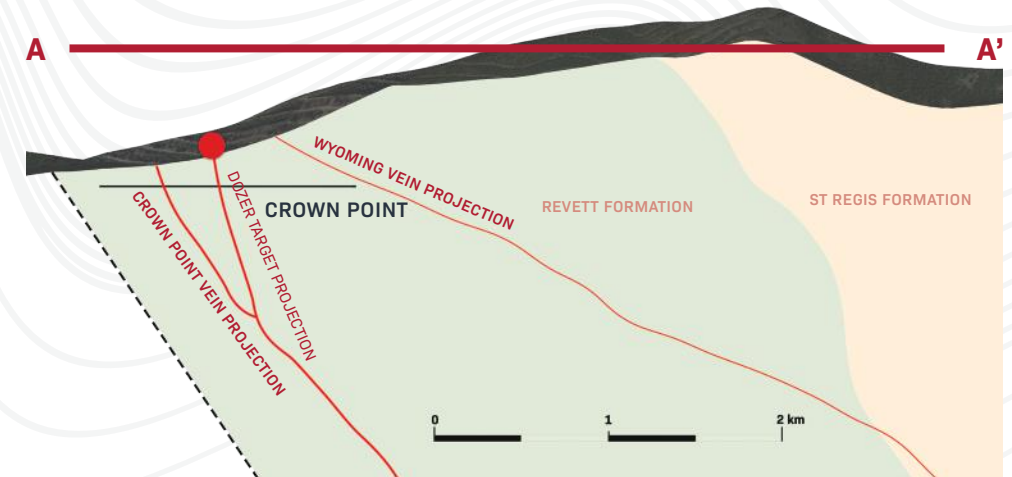 A
A’
WYOMING VEIN PROJECTION
DOZER TARGET PROJECTION
CROWN POINT VEIN PROJECTION
CROWN POINT
REVETT FORMATION
ST REGIS FORMATION
0 1 2 km